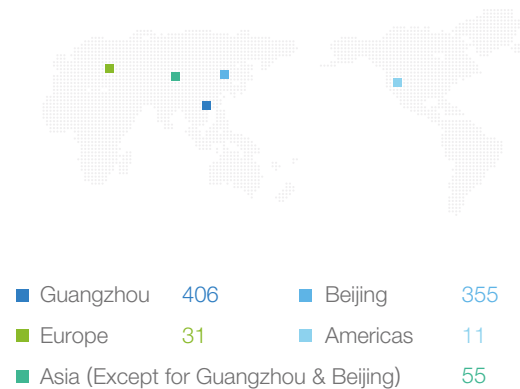 Guangzhou 406 Beijing 355
Europe 31 Americas 11
Asia (Except for Guangzhou & Beijing) 55